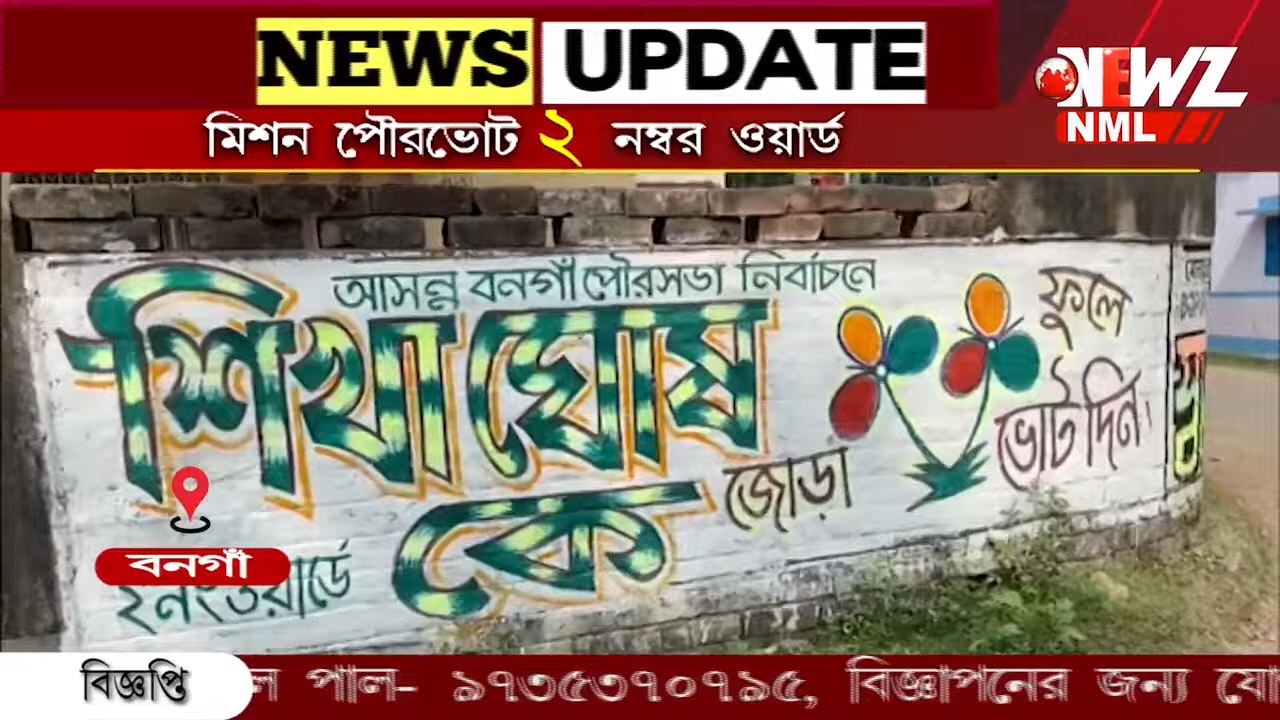 NEWS UPDATE
NEWZ
NML
মিশন পৌরভোট ২ নম্বর ওয়ার্ড
আসন্ন বনগাঁ পৌরসভা নির্বাচনে
শিখা ঘোষ
কে
জোড়া
ফুলে
ভোট দিন।
২নং ওয়ার্ডে
বনগাঁ
বিজ্ঞপ্তি
ল পাল- ৯৭৩৫৩৭০৭৯৫, বিজ্ঞাপনের জন্য যো